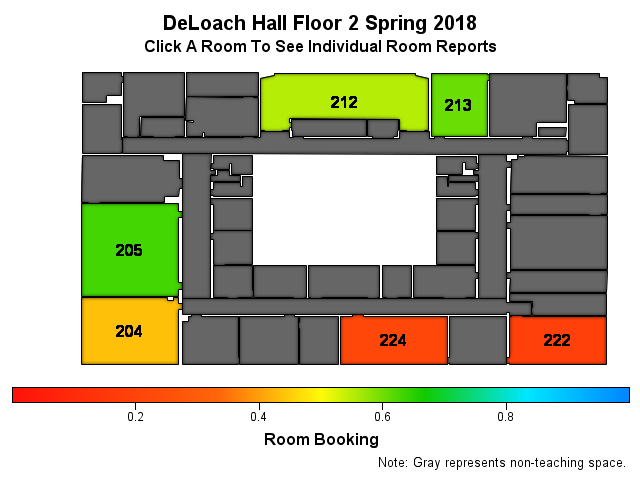 DeLoach Hall Floor 2 Spring 2018
Click A Room To See Individual Room Reports
212
213
205
204
224
222
0.2 0.4 0.6 0.8
Room Booking
Note: Gray represents non-teaching space.